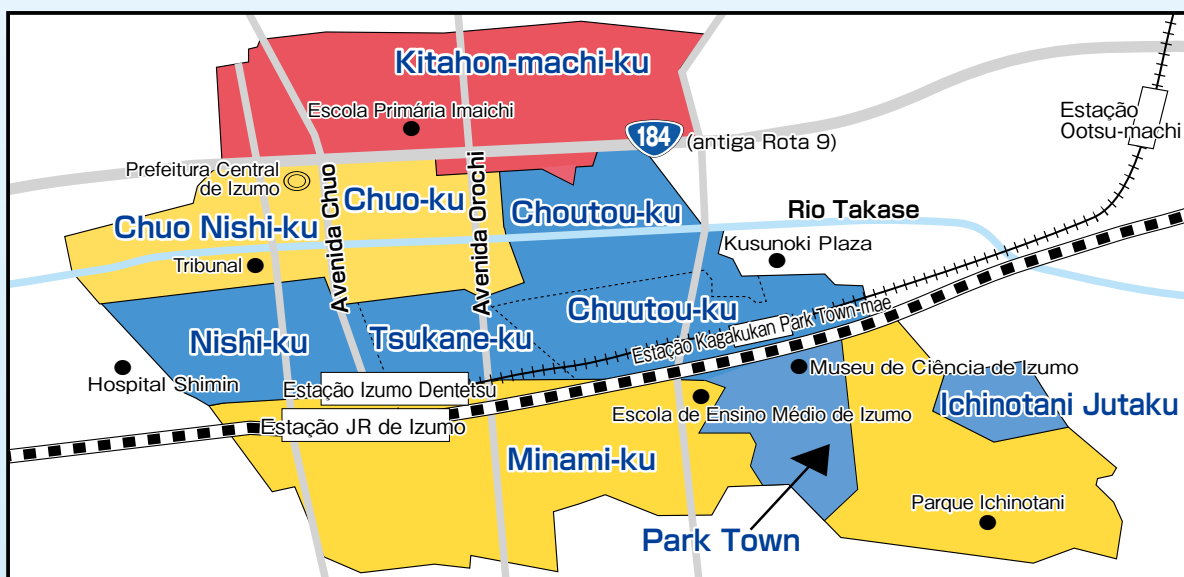 Kitahon-machi-ku
Escola Primária Imaichi
184
(antiga Rota 9)
Estação
Ootsu-machi
Prefeitura Central
de Izumo
Avenida Chuo
Chuo-ku
Avenida Orochi
Choutou-ku
Rio Takase
Chuo Nishi-ku
Kusunoki Plaza
Tribunal
Chuutou-ku
Nishi-ku
Tsukane-ku
Estação Kagakukan Park Town-mae
Hospital Shimin
Estação Izumo Dentetsu
Museu de Ciência de Izumo
Estação JR de Izumo
Escola de Ensino Médio de Izumo
Ichinotani Jutaku
Minami-ku
Parque Ichinotani
Park Town